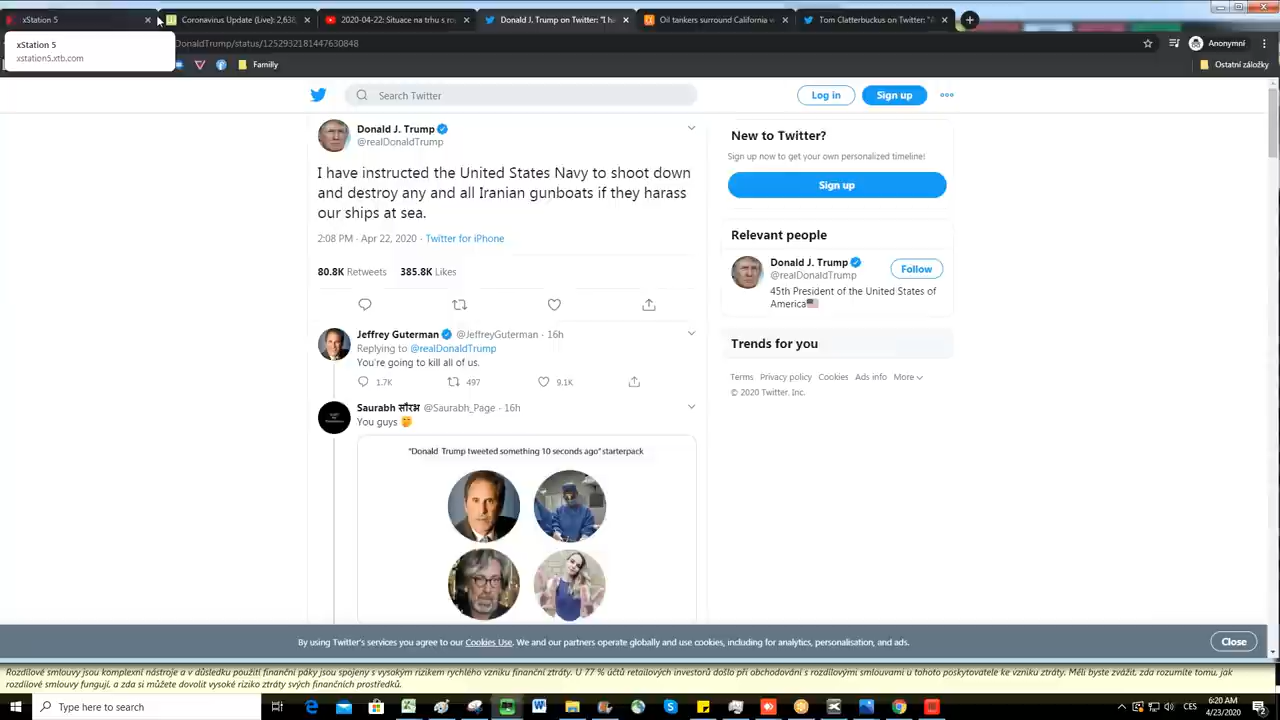 xStation 5
Coronavirus Update (Live): 2,638,
2020-04-22: Situace na trhu s ro
Donald J. Trump on Twitter: "I ha
Oil tankers surround California w
Tom Clatterbuckus on Twitter: "A
xStation 5
xstation5.xtb.com
DonaldTrump/status/1252932181447630848
Anonymní
Familly
Ostatní záložky
Search Twitter
Log in
Sign up
Donald J. Trump
@realDonaldTrump
I have instructed the United States Navy to shoot down
and destroy any and all Iranian gunboats if they harass
our ships at sea.
2:08 PM · Apr 22, 2020 · Twitter for iPhone
80.8K Retweets 385.8K Likes
Jeffrey Guterman @JeffreyGuterman · 16h
Replying to @realDonaldTrump
You're going to kill all of us.
1.7K 497 9.1K
Saurabh सौरभ @Saurabh_Page · 16h
You guys 🤭
"Donald Trump tweeted something 10 seconds ago" starterpack
New to Twitter?
Sign up now to get your own personalized timeline!
Sign up
Relevant people
Donald J. Trump
@realDonaldTrump
Follow
45th President of the United States of
America🇺🇸
Trends for you
Terms Privacy policy Cookies Ads info More
© 2020 Twitter, Inc.
By using Twitter's services you agree to our Cookies Use. We and our partners operate globally and use cookies, including for analytics, personalisation, and ads.
Close
Rozdílové smlouvy jsou komplexní nástroje a v důsledku použití finanční páky jsou spojeny s vysokým rizikem rychlého vzniku finanční ztráty. U 77 % účtů retailových investorů došlo při obchodování s rozdílovými smlouvami u tohoto poskytovatele ke vzniku ztráty. Měli byste zvážit, zda rozumíte tomu, jak
rozdílové smlouvy fungují, a zda si můžete dovolit vysoké riziko ztráty svých finančních prostředků.
Type here to search
CES
6:20 AM
4/23/2020